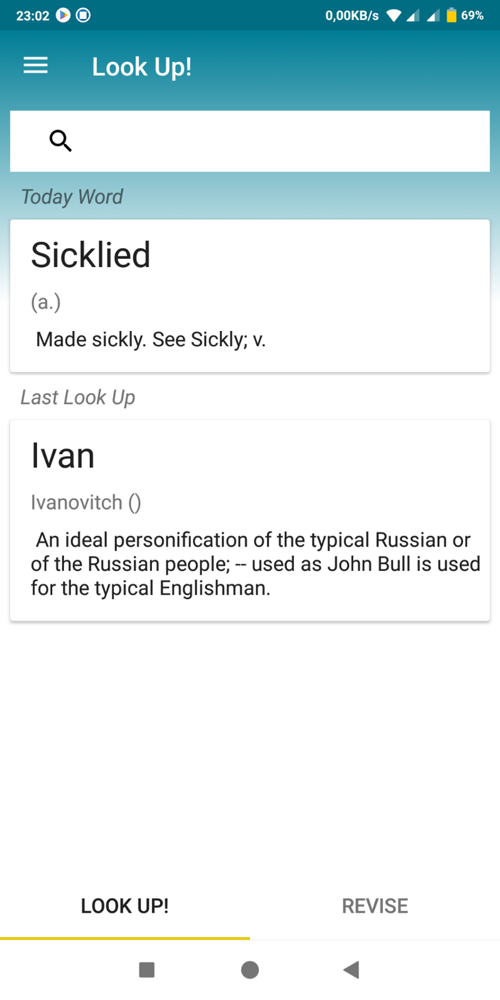 23:02 0,00KB/s 69%
Look Up!
Today Word
Sicklied
(a.)
Made sickly. See Sickly; v.
Last Look Up
Ivan
Ivanovitch ()
An ideal personification of the typical Russian or
of the Russian people; -- used as John Bull is used
for the typical Englishman.
LOOK UP! REVISE